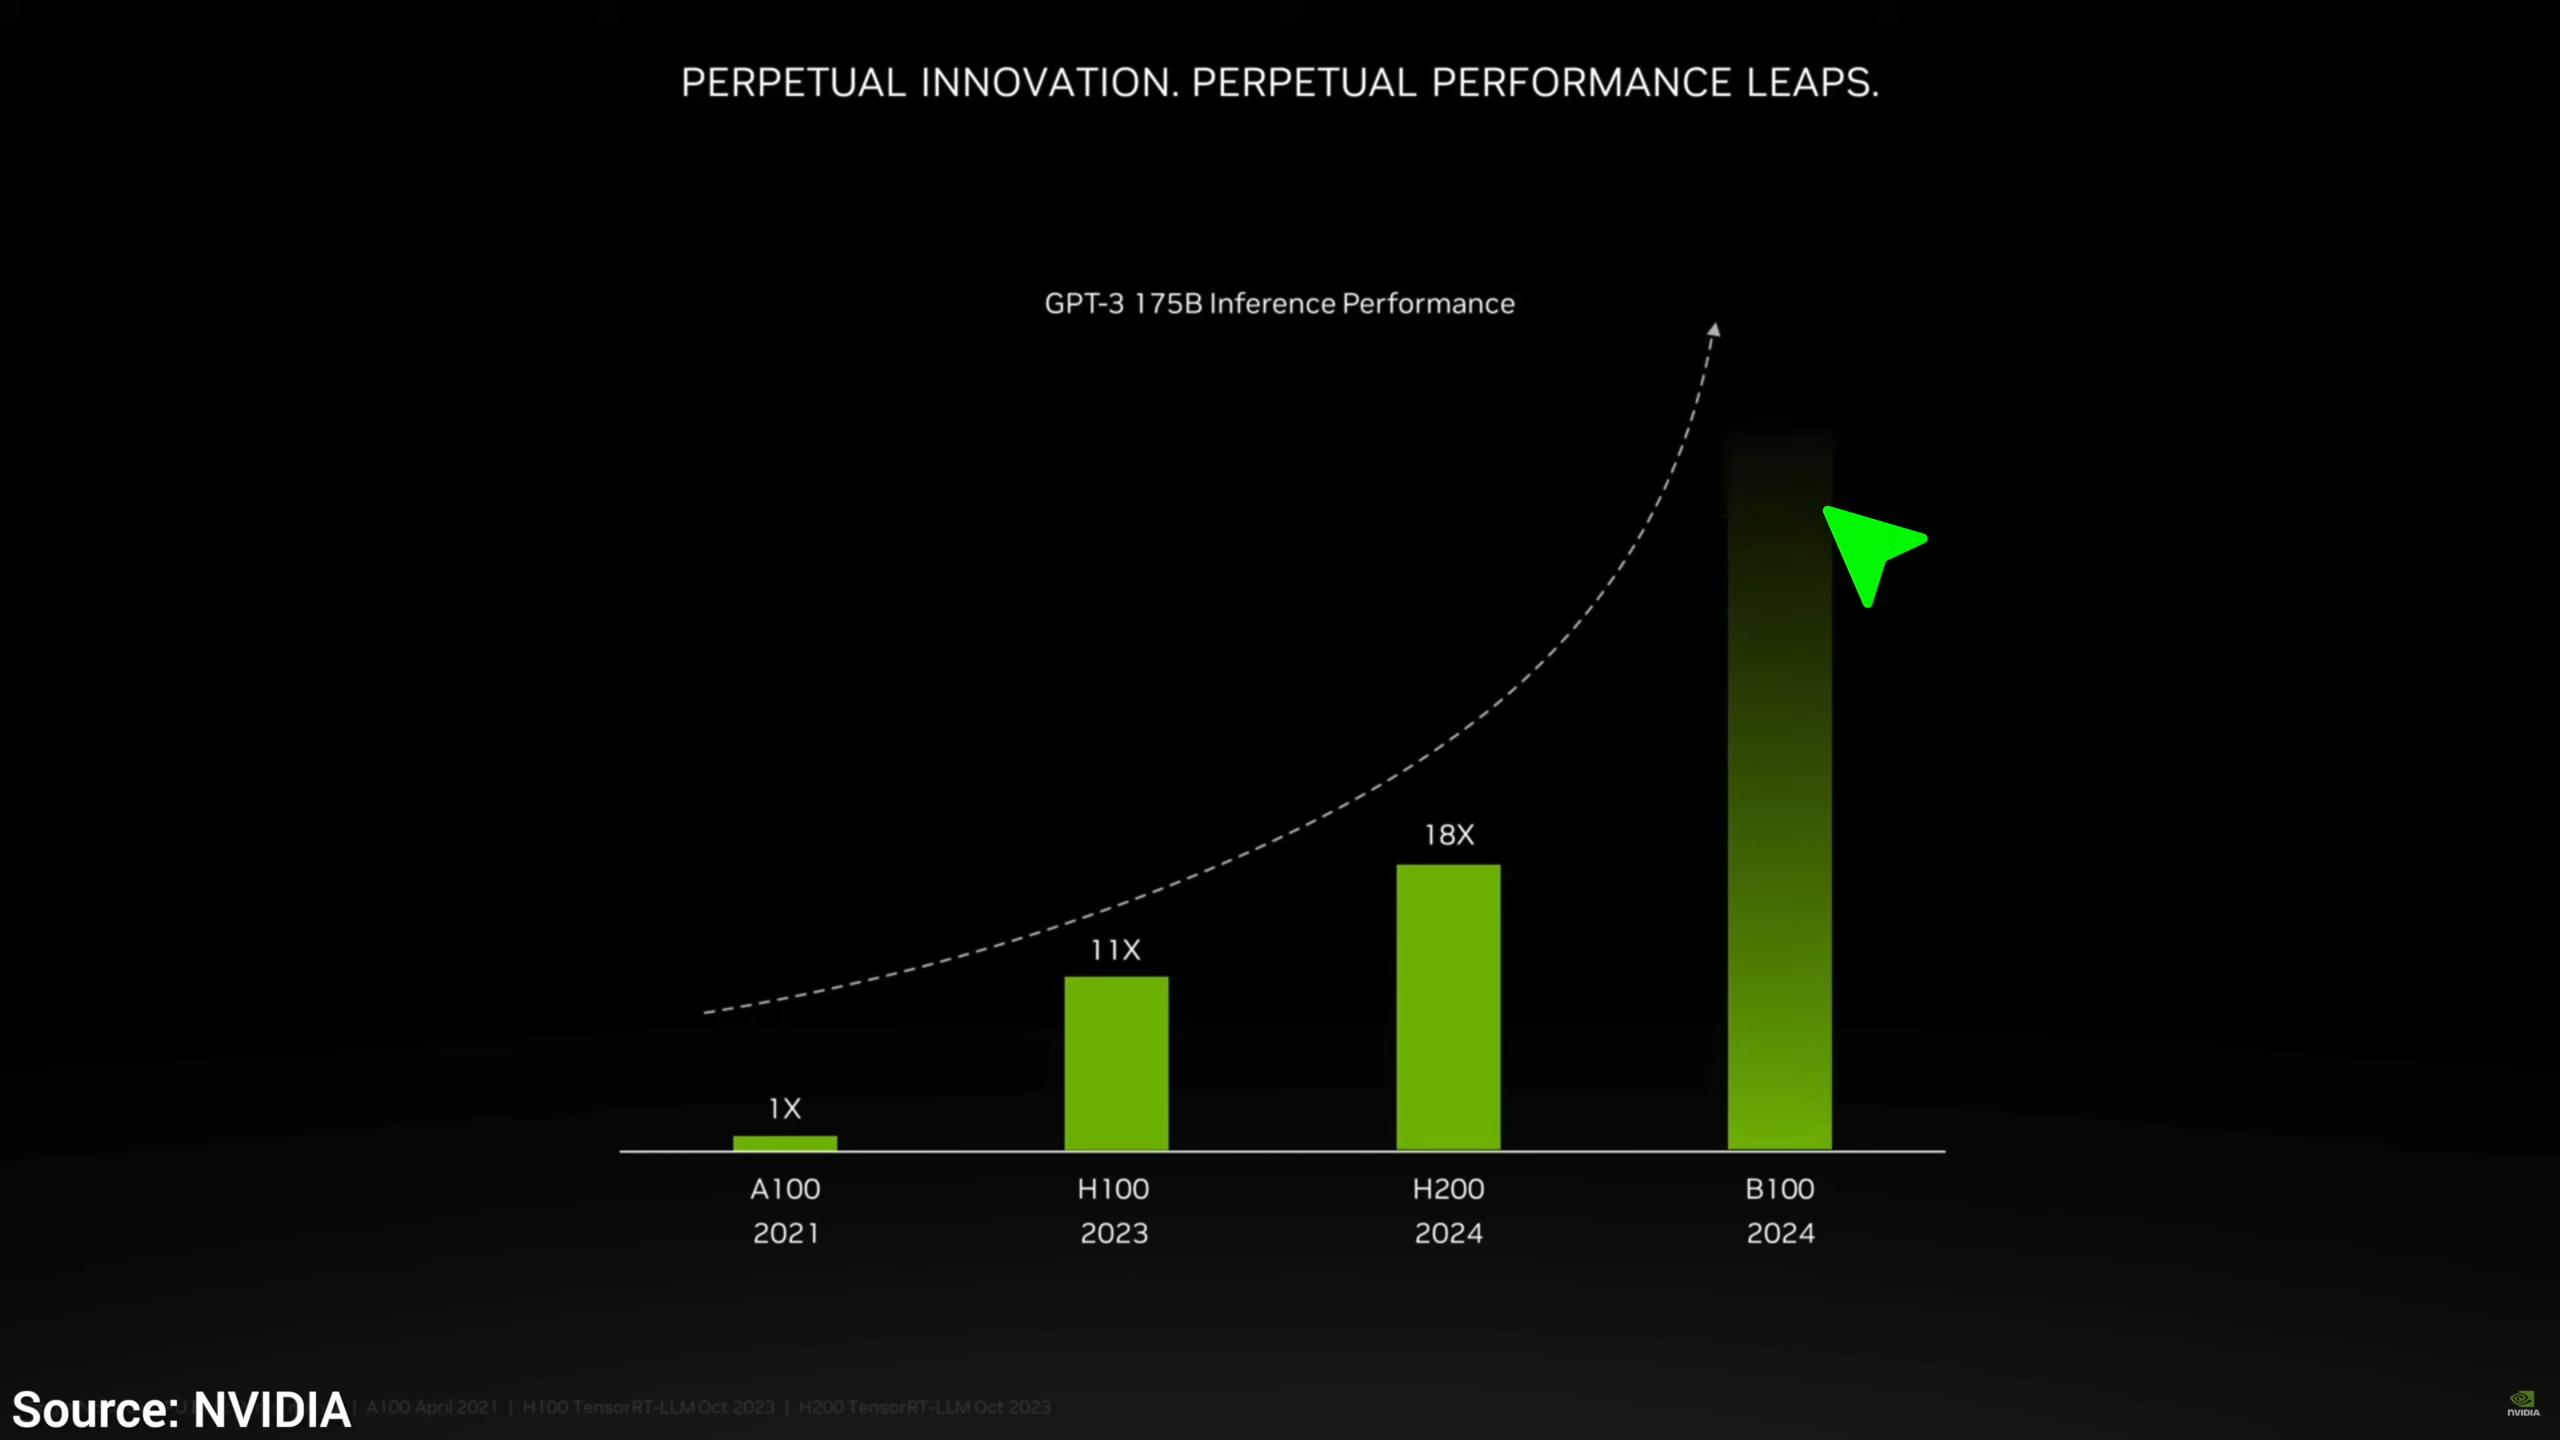 PERPETUAL INNOVATION. PERPETUAL PERFORMANCE LEAPS.
GPT-3 175B Inference Performance
18X
11X
1X
A100
2021
H100
2023
H200
2024
B100
2024
Source: NVIDIA
| A100 April 2021 | H100 TensorRT-LLM Oct 2023 | H200 TensorRT-LLM Oct 2023
NVIDIA